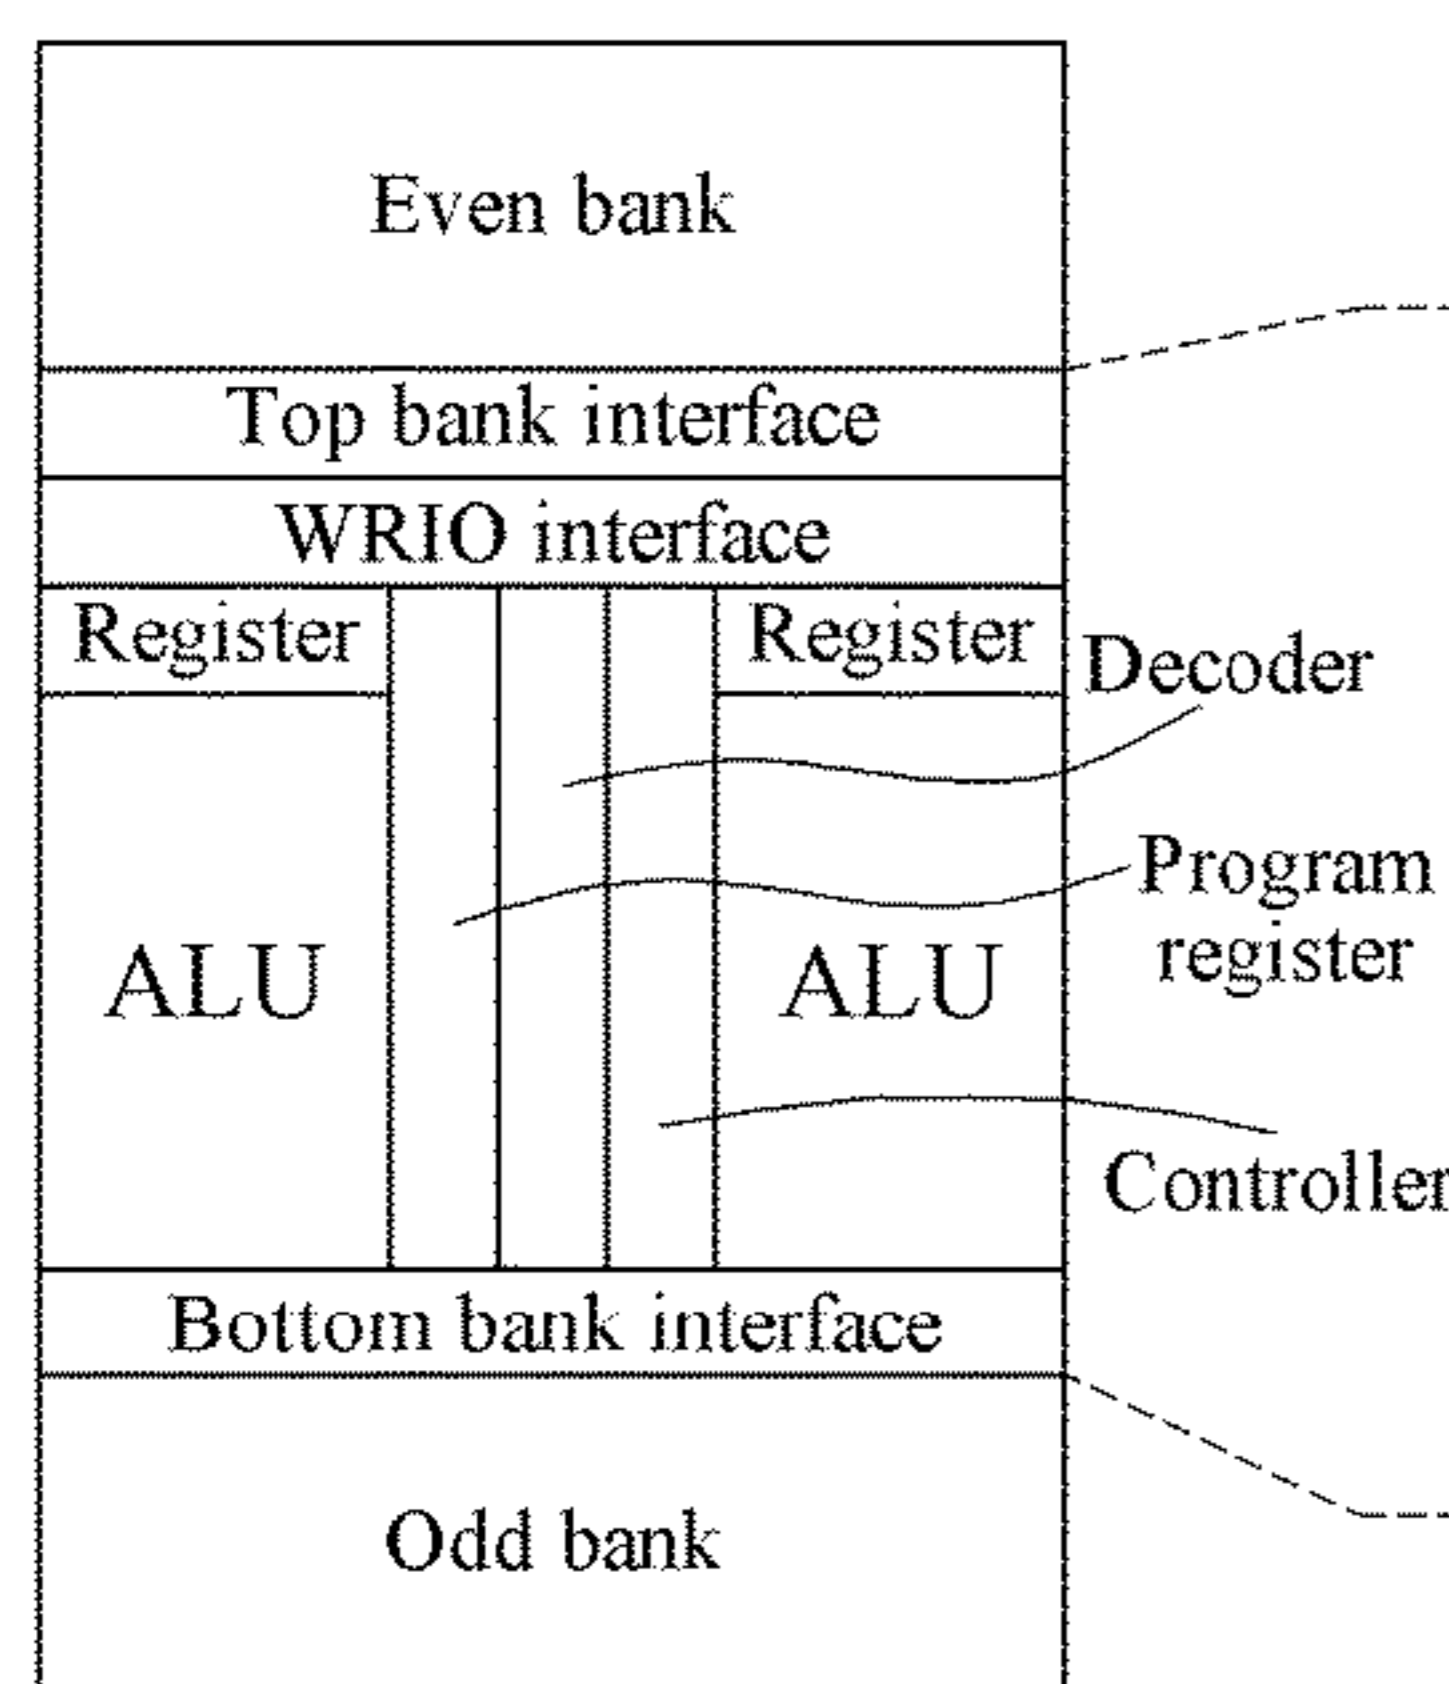 Even bank
Top bank interface
WRIO interface
Register
Register
Decoder
Program
register
ALU
ALU
Controller
Bottom bank interface
Odd bank